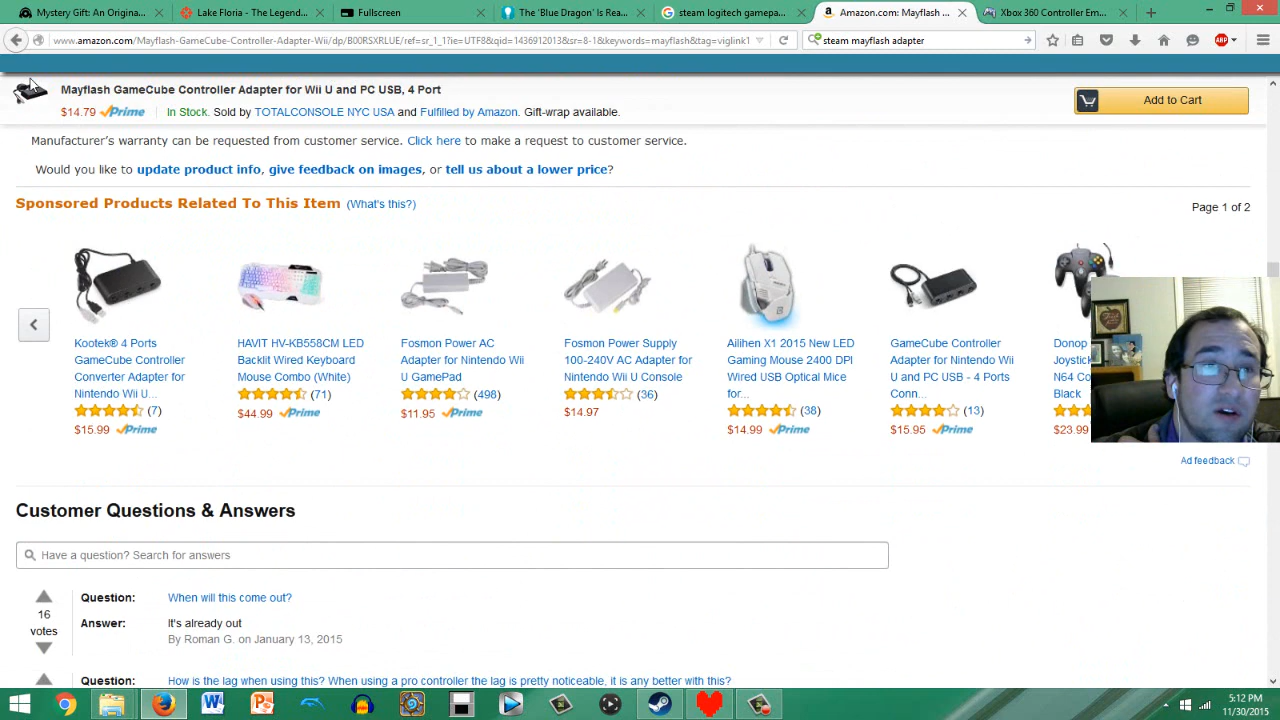 Mystery Gift: An Origina...
Lake Floria - The Legend...
Fullscreen
The 'Blue Dragon' Is Rea...
steam logitech gamepa...
Amazon.com: Mayflash ...
Xbox 360 Controller Em...
www.amazon.com/Mayflash-GameCube-Controller-Adapter-Wii/dp/B00RSXRLUE/ref=sr_1_1?ie=UTF8&qid=1436912013&sr=8-1&keywords=mayflash&tag=viglink1
steam mayflash adapter
ABP
Mayflash GameCube Controller Adapter for Wii U and PC USB, 4 Port
$14.79 Prime
In Stock. Sold by TOTALCONSOLE NYC USA and Fulfilled by Amazon. Gift-wrap available.
Add to Cart
Manufacturer's warranty can be requested from customer service. Click here to make a request to customer service.
Would you like to update product info, give feedback on images, or tell us about a lower price?
Sponsored Products Related To This Item (What's this?)
Page 1 of 2
Kootek® 4 Ports
GameCube Controller
Converter Adapter for
Nintendo Wii U...
(7)
$15.99 Prime
HAVIT HV-KB558CM LED
Backlit Wired Keyboard
Mouse Combo (White)
(71)
$44.99 Prime
Fosmon Power AC
Adapter for Nintendo Wii
U GamePad
(498)
$11.95 Prime
Fosmon Power Supply
100-240V AC Adapter for
Nintendo Wii U Console
(36)
$14.97
Ailihen X1 2015 New LED
Gaming Mouse 2400 DPI
Wired USB Optical Mice
for...
(38)
$14.99 Prime
GameCube Controller
Adapter for Nintendo Wii
U and PC USB - 4 Ports
Conn...
(13)
$15.95 Prime
Donop
Joystick
N64 Co
Black
$23.99
Ad feedback
Customer Questions & Answers
Have a question? Search for answers
16
votes
Question:
When will this come out?
Answer:
It's already out
By Roman G. on January 13, 2015
Question:
How is the lag when using this? When using a pro controller the lag is pretty noticeable, it is any better with this?
5:12 PM
11/30/2015